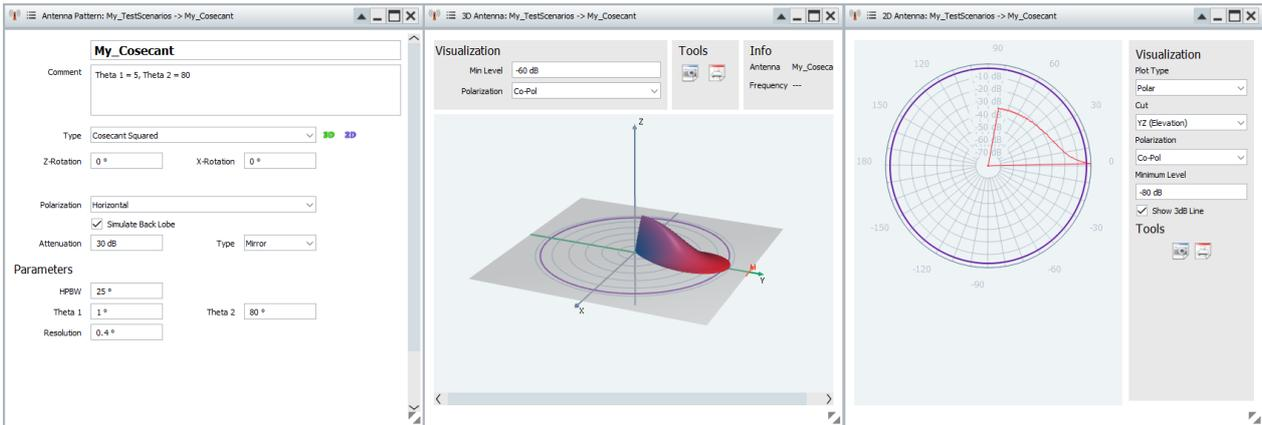 Antenna Pattern: My_TestScenarios -> My_Cosecant
My_Cosecant
Comment
Theta 1 = 5, Theta 2 = 80
Type Cosecant Squared 3D 2D
Z-Rotation 0 ° X-Rotation 0 °
Polarization Horizontal
Simulate Back Lobe
Attenuation 30 dB Type Mirror
Parameters
HPBW 25 °
Theta 1 1 ° Theta 2 80 °
Resolution 0.4 °
3D Antenna: My_TestScenarios -> My_Cosecant
Visualization
Min Level -60 dB
Polarization Co-Pol
Tools
Info
Antenna My_Coseca
Frequency ---
Z
Y
X
2D Antenna: My_TestScenarios -> My_Cosecant
90
120 60
-10 dB
-20 dB
150 -30 dB 30
-40 dB
-50 dB
-60 dB
-70 dB
180 0
-150 -30
-120 -60
-90
Visualization
Plot Type
Polar
Cut
YZ (Elevation)
Polarization
Co-Pol
Minimum Level
-80 dB
Show 3dB Line
Tools